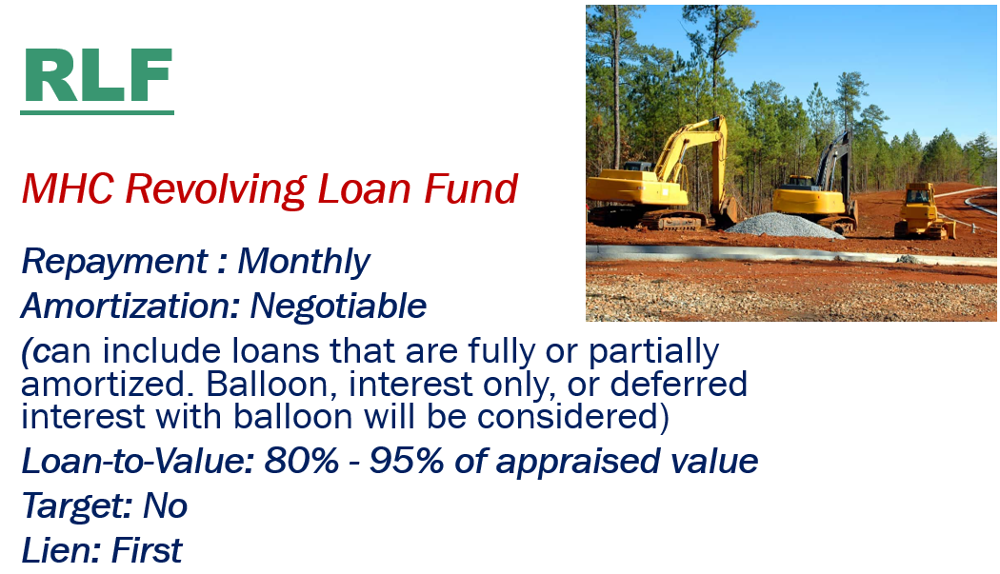 RLF
MHC Revolving Loan Fund
Repayment : Monthly
Amortization: Negotiable
(can include loans that are fully or partially
amortized. Balloon, interest only, or deferred
interest with balloon will be considered)
Loan-to-Value: 80% - 95% of appraised value
Target: No
Lien: First